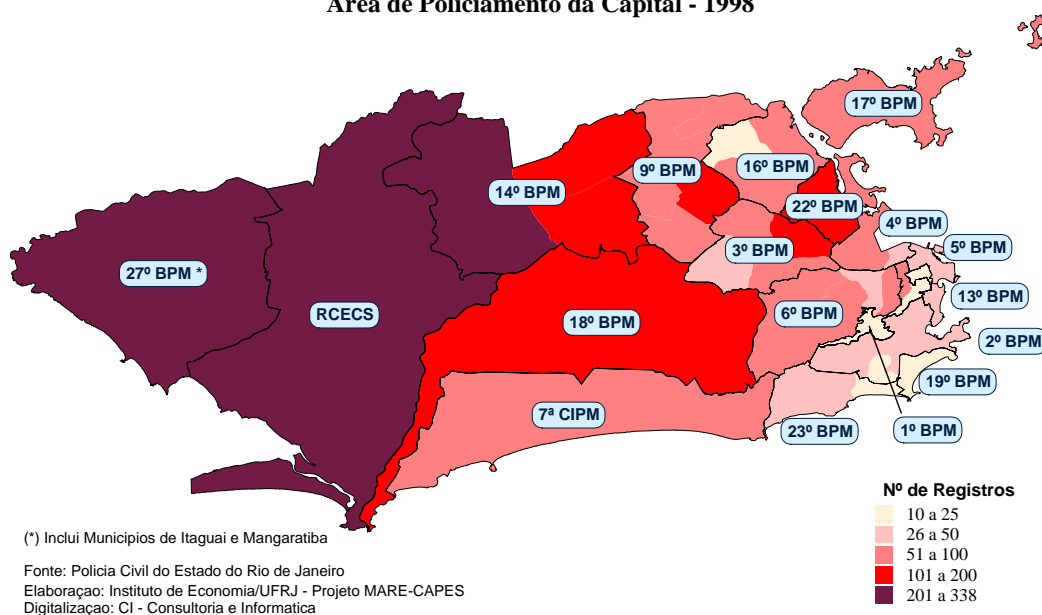 Área de Policiamento da Capital - 1998
17º BPM
9º BPM
16º BPM
14º BPM
22º BPM
4º BPM
5º BPM
3º BPM
27º BPM *
13º BPM
RCECS
6º BPM
18º BPM
2º BPM
19º BPM
7ª CIPM
23º BPM
1º BPM
Nº de Registros
10 a 25
26 a 50
51 a 100
101 a 200
201 a 338
(*) Inclui Municipios de Itaguai e Mangaratiba
Fonte: Policia Civil do Estado do Rio de Janeiro
Elaboraçao: Instituto de Economia/UFRJ - Projeto MARE-CAPES
Digitalizaçao: CI - Consultoria e Informatica